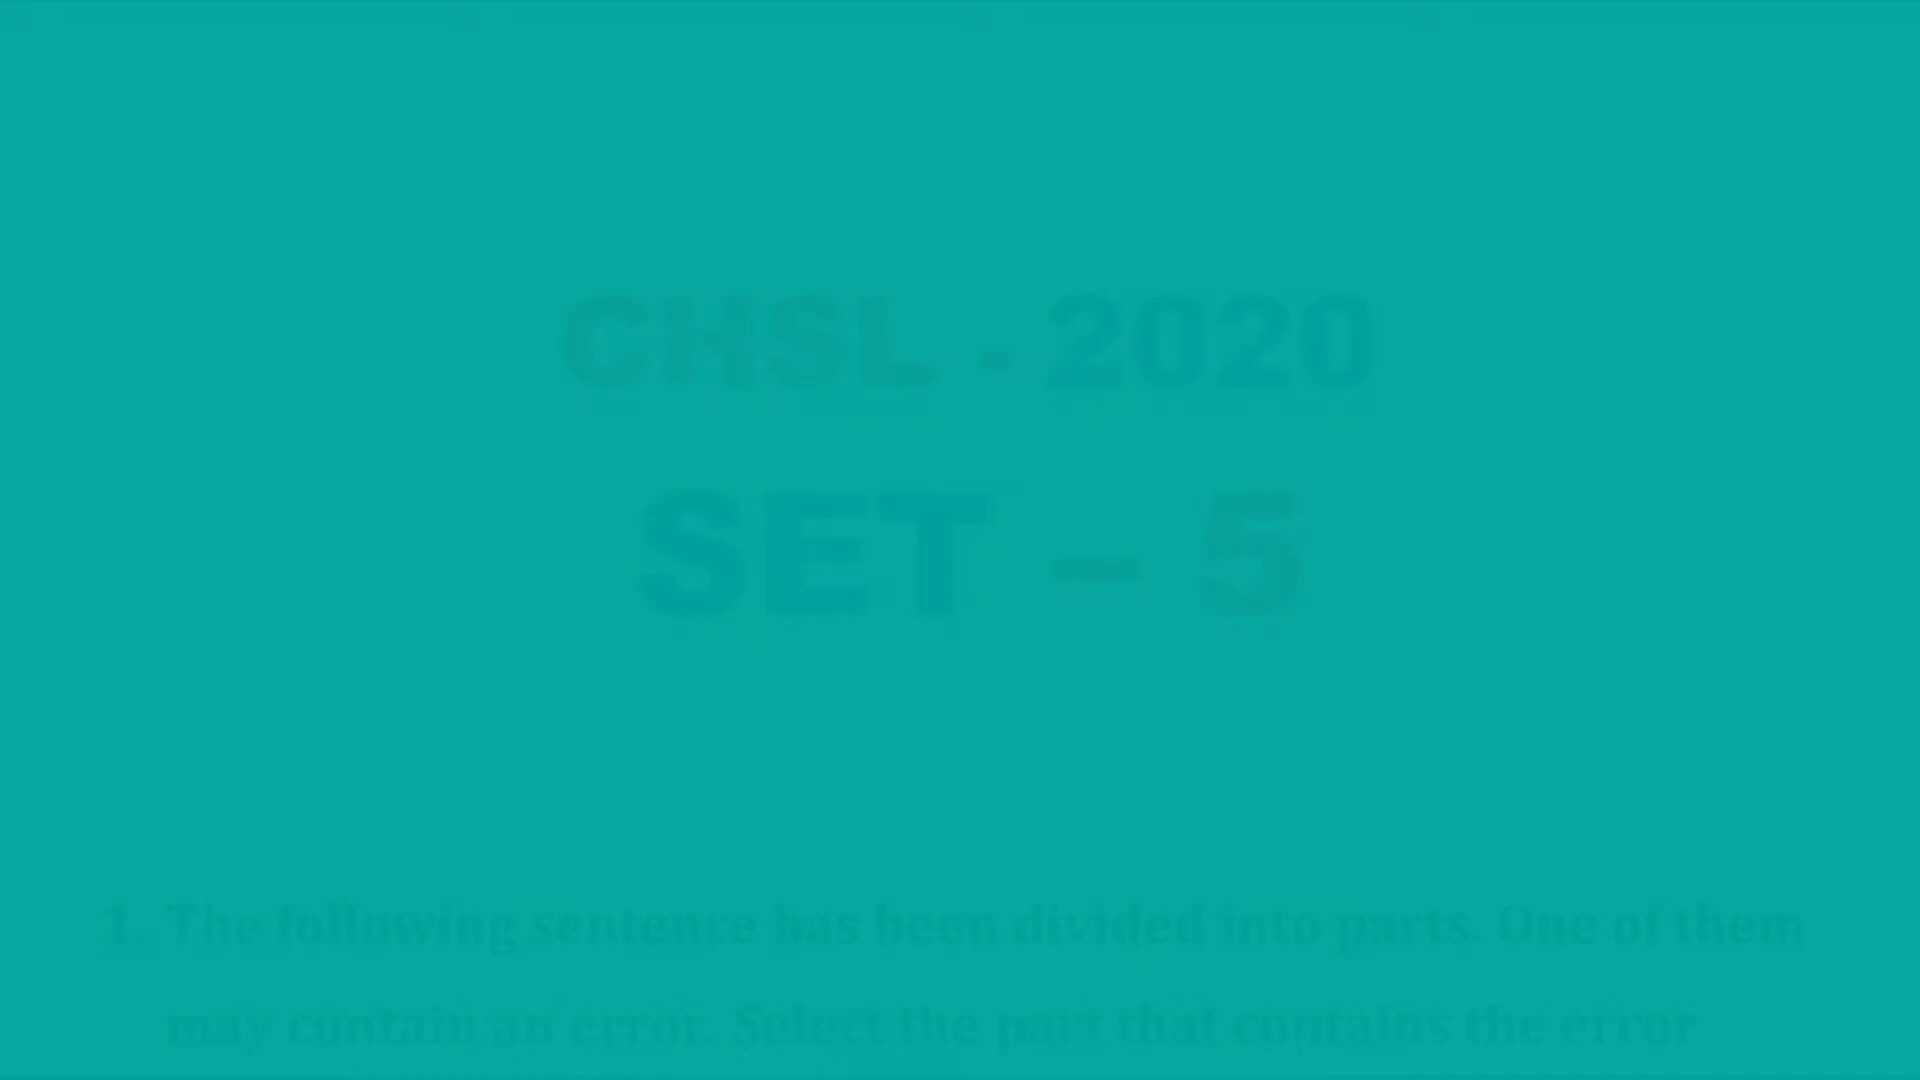 CHSL - 2020
SET – 5
1. The following sentence has been divided into parts. One of them
may contain an error. Select the part that contains the error